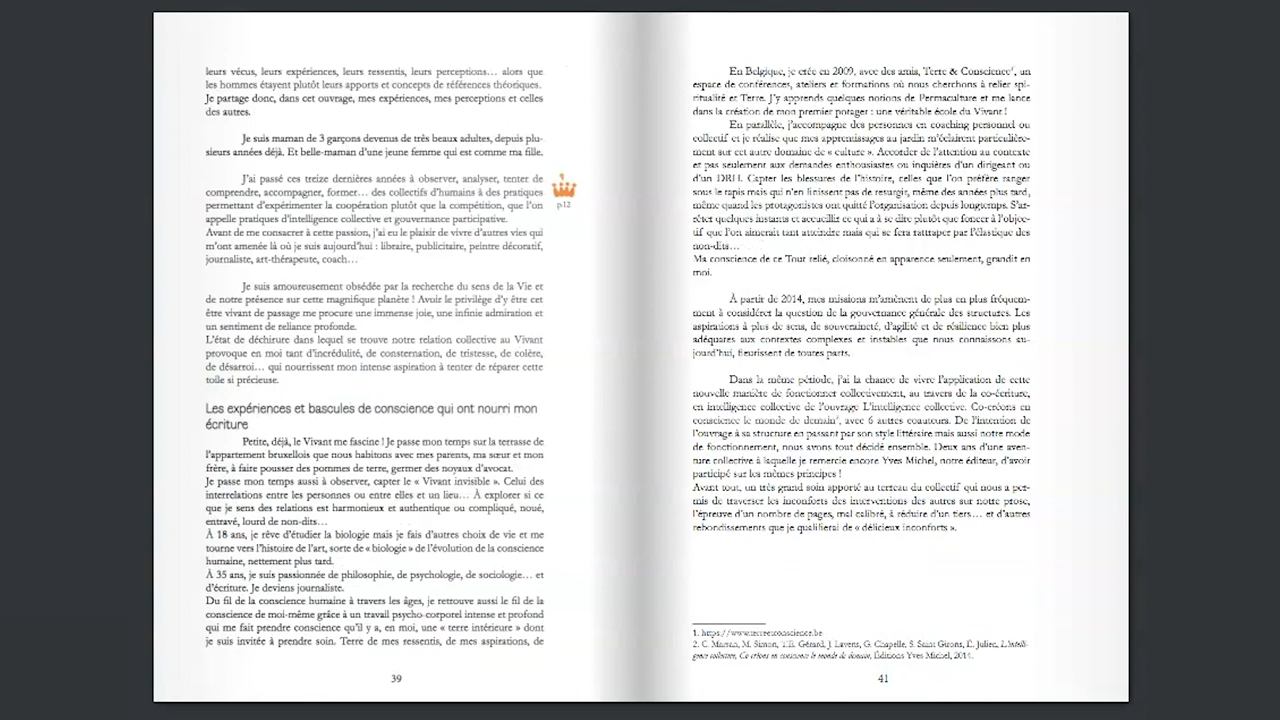 leurs vécus, leurs expériences, leurs ressentis, leurs perceptions… alors que
les hommes étayent plutôt leurs apports et concepts de références théoriques.
Je partage donc, dans cet ouvrage, mes expériences, mes perceptions et celles
des autres.
Je suis maman de 3 garçons devenus de très beaux adultes, depuis plu-
sieurs années déjà. Et belle-maman d'une jeune femme qui est comme ma fille.
J'ai passé ces treize dernières années à observer, analyser, tenter de
comprendre, accompagner, former… des collectifs d'humains à des pratiques
permettant d'expérimenter la coopération plutôt que la compétition, que l'on
appelle pratiques d'intelligence collective et gouvernance participative.
Avant de me consacrer à cette passion, j'ai eu le plaisir de vivre d'autres vies qui
m'ont amenée là où je suis aujourd'hui : libraire, publicitaire, peintre décoratif,
journaliste, art-thérapeute, coach…
p.12
Je suis amoureusement obsédée par la recherche du sens de la Vie et
de notre présence sur cette magnifique planète ! Avoir le privilège d'y être cet
être vivant de passage me procure une immense joie, une infinie admiration et
un sentiment de reliance profonde.
L'état de déchirure dans lequel se trouve notre relation collective au Vivant
provoque en moi tant d'incrédulité, de consternation, de tristesse, de colère,
de désarroi… qui nourrissent mon intense aspiration à tenter de réparer cette
toile si précieuse.
Les expériences et bascules de conscience qui ont nourri mon
écriture
Petite, déjà, le Vivant me fascine ! Je passe mon temps sur la terrasse de
l'appartement bruxellois que nous habitons avec mes parents, ma sœur et mon
frère, à faire pousser des pommes de terre, germer des noyaux d'avocat.
Je passe mon temps aussi à observer, capter le « Vivant invisible ». Celui des
interrelations entre les personnes ou entre elles et un lieu… À explorer si ce
que je sens des relations est harmonieux et authentique ou compliqué, noué,
entravé, lourd de non-dits…
À 18 ans, je rêve d'étudier la biologie mais je fais d'autres choix de vie et me
tourne vers l'histoire de l'art, sorte de « biologie » de l'évolution de la conscience
humaine, nettement plus tard.
À 35 ans, je suis passionnée de philosophie, de psychologie, de sociologie… et
d'écriture. Je deviens journaliste.
Du fil de la conscience humaine à travers les âges, je retrouve aussi le fil de la
conscience de moi-même grâce à un travail psycho-corporel intense et profond
qui me fait prendre conscience qu'il y a, en moi, une « terre intérieure » dont
je suis invitée à prendre soin. Terre de mes ressentis, de mes aspirations, de
39
En Belgique, je crée en 2009, avec des amis, Terre & Conscience¹, un
espace de conférences, ateliers et formations où nous cherchons à relier spi-
ritualité et Terre. J'y apprends quelques notions de Permaculture et me lance
dans la création de mon premier potager : une véritable école du Vivant !
En parallèle, j'accompagne des personnes en coaching personnel ou
collectif et je réalise que mes apprentissages au jardin m'éclairent particulière-
ment sur cet autre domaine de « culture ». Accorder de l'attention au contexte
et pas seulement aux demandes enthousiastes ou inquiètes d'un dirigeant ou
d'un DRH. Capter les blessures de l'histoire, celles que l'on préfère ranger
sous le tapis mais qui n'en finissent pas de resurgir, même des années plus tard,
même quand les protagonistes ont quitté l'organisation depuis longtemps. S'ar-
rêter quelques instants et accueillir ce qui a à se dire plutôt que foncer à l'objec-
tif que l'on aimerait tant atteindre mais qui se fera rattraper par l'élastique des
non-dits…
Ma conscience de ce Tout relié, cloisonné en apparence seulement, grandit en
moi.
À partir de 2014, mes missions m'amènent de plus en plus fréquem-
ment à considérer la question de la gouvernance générale des structures. Les
aspirations à plus de sens, de souveraineté, d'agilité et de résilience bien plus
adéquates aux contextes complexes et instables que nous connaissons au-
jourd'hui, fleurissent de toutes parts.
Dans la même période, j'ai la chance de vivre l'application de cette
nouvelle manière de fonctionner collectivement, au travers de la co-écriture,
en intelligence collective de l'ouvrage L'intelligence collective. Co-créons en
conscience le monde de demain², avec 6 autres coauteurs. De l'intention de
l'ouvrage à sa structure en passant par son style littéraire mais aussi notre mode
de fonctionnement, nous avons tout décidé ensemble. Deux ans d'une aven-
ture collective à laquelle je remercie encore Yves Michel, notre éditeur, d'avoir
participé sur les mêmes principes !
Avant tout, un très grand soin apporté au terreau du collectif qui nous a per-
mis de traverser les inconforts des interventions des autres sur notre prose,
l'épreuve d'un nombre de pages, mal calibré, à réduire d'un tiers… et d'autres
rebondissements que je qualifierai de « délicieux inconforts ».
1. https://www.terreetconscience.be
2. C. Marsan, M. Simon, T.E. Gérard, J. Lavens, G. Chapelle, S. Saint Girons, E. Julien, L'intelli-
gence collective, Co-créons en conscience le monde de demain, Éditions Yves Michel, 2014.
41